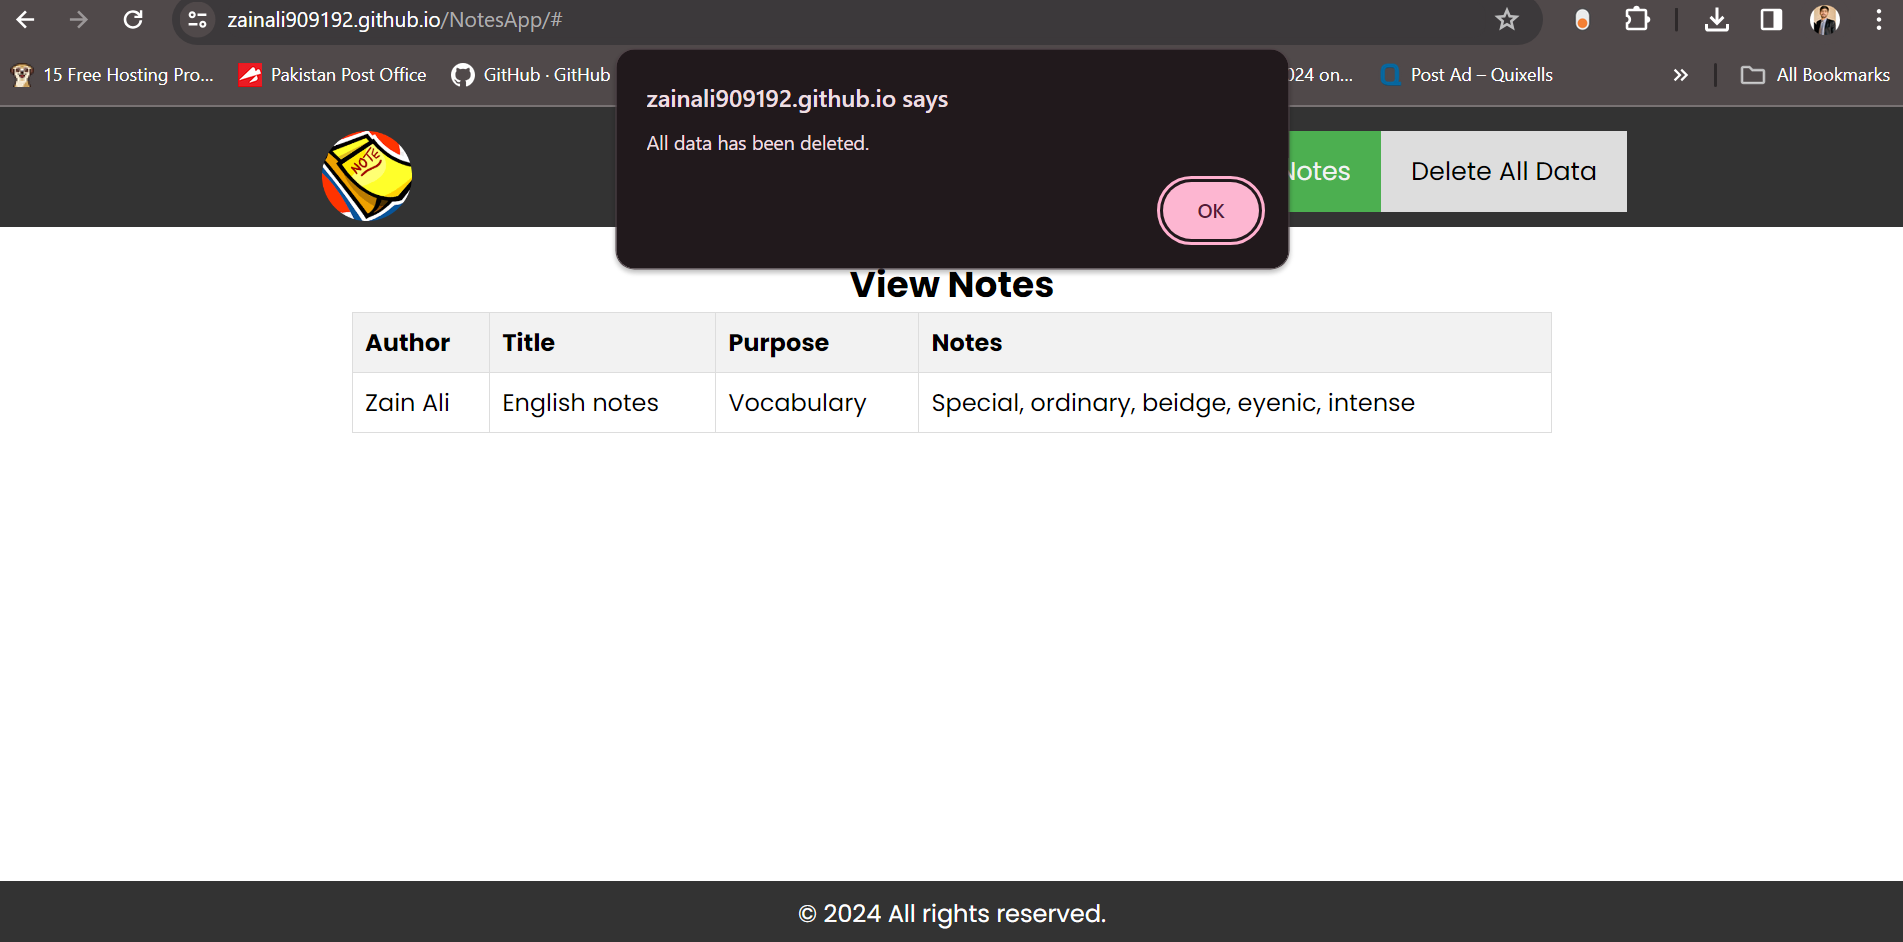 zainali909192.github.io/NotesApp/#
15 Free Hosting Pro... Pakistan Post Office GitHub · GitHub 024 on... Post Ad – Quixells » All Bookmarks
zainali909192.github.io says
All data has been deleted.
OK
NOTE
Notes Delete All Data
View Notes
Author Title Purpose Notes
Zain Ali English notes Vocabulary Special, ordinary, beidge, eyenic, intense
© 2024 All rights reserved.